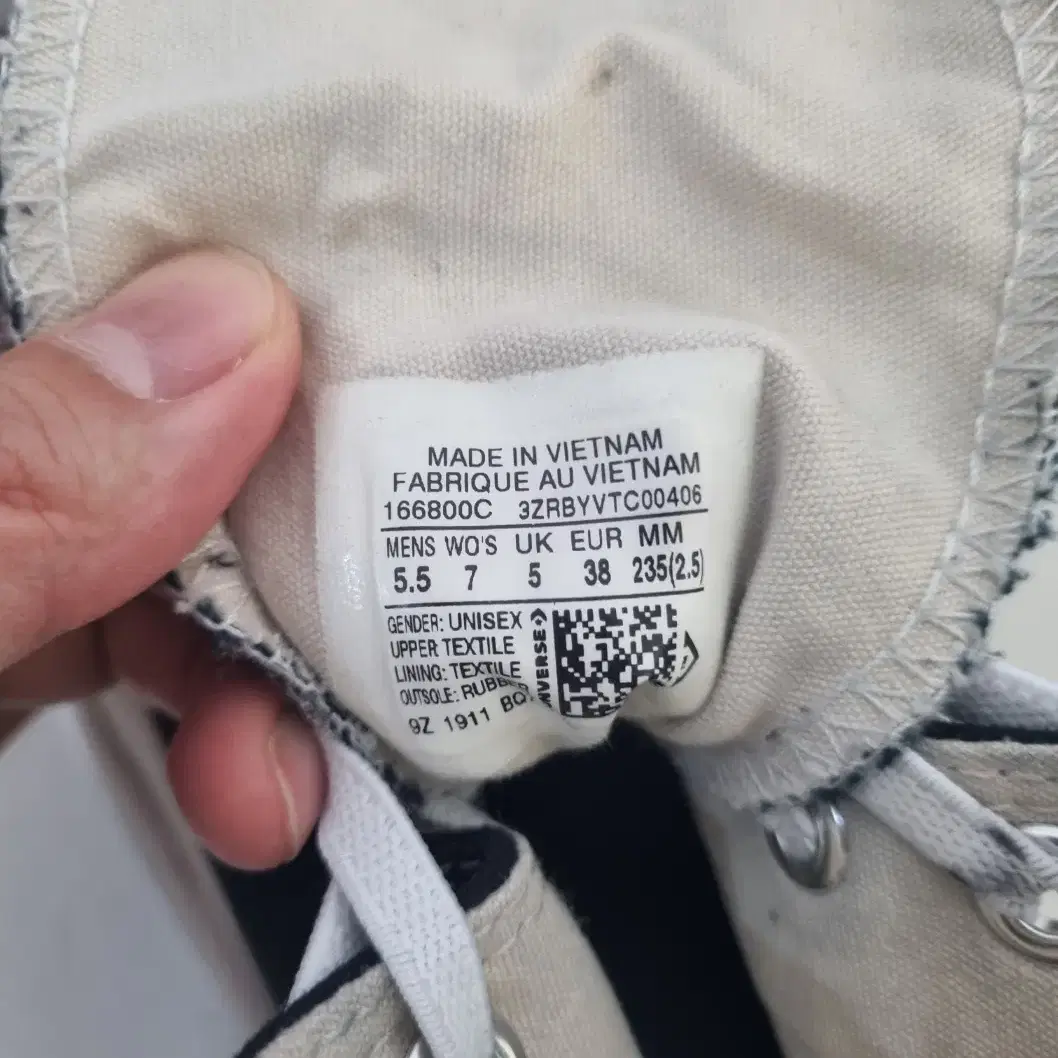 MADE IN VIETNAM
FABRIQUE AU VIETNAM
166800C 3ZRBYVTC00406
MENS WO'S UK EUR MM
5.5 7 5 38 235(2.5)
GENDER: UNISEX
UPPER TEXTILE
LINING: TEXTILE
OUTSOLE:
9Z 1911